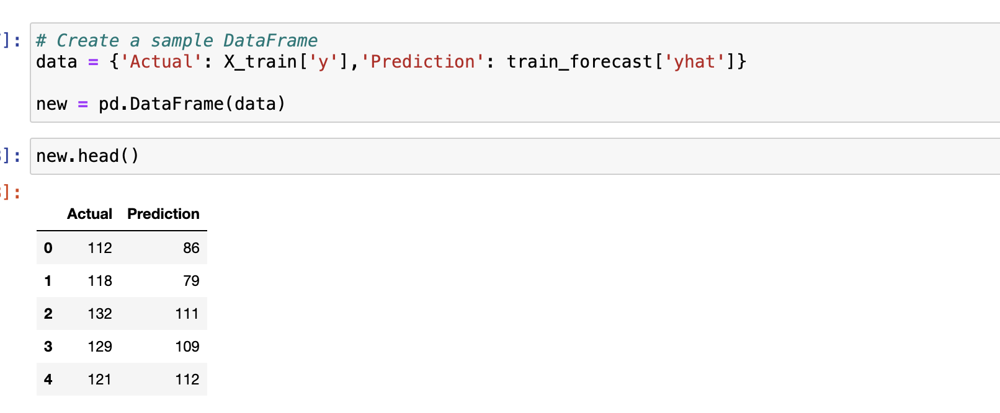 ]:
# Create a sample DataFrame
data = {'Actual': X_train['y'],'Prediction': train_forecast['yhat']}
new = pd.DataFrame(data)
]:
new.head()
]:
Actual Prediction
0 112 86
1 118 79
2 132 111
3 129 109
4 121 112